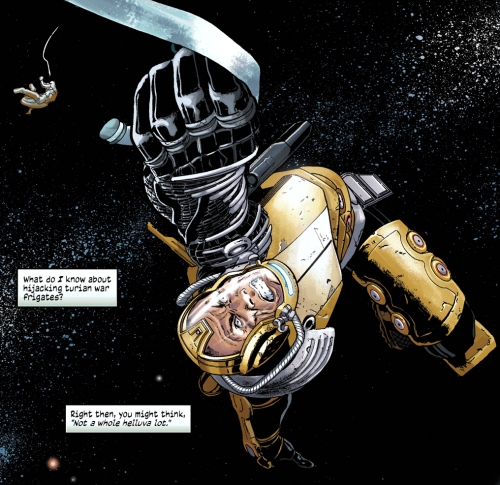 What do I know about
hijacking turian war
frigates?
Right then, you might think,
"Not a whole helluva lot."